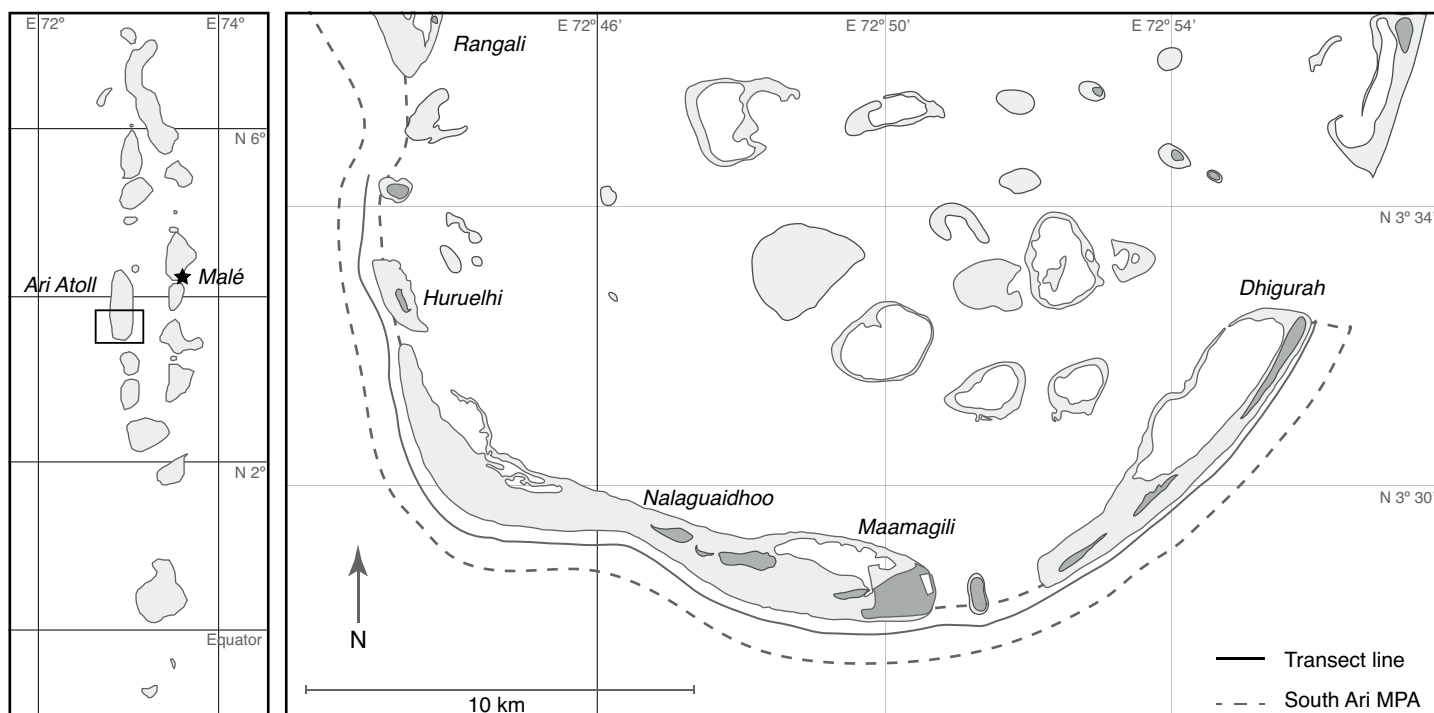 E 72° E 74°
N 6°
Ari Atoll Malé
N 2°
Equator
E 72° 46’ E 72° 50’ E 72° 54’
Rangali
N 3° 34’
Huruelhi
Dhigurah
Nalaguaidhoo
N 3° 30’
Maamagili
N
Transect line
10 km
South Ari MPA